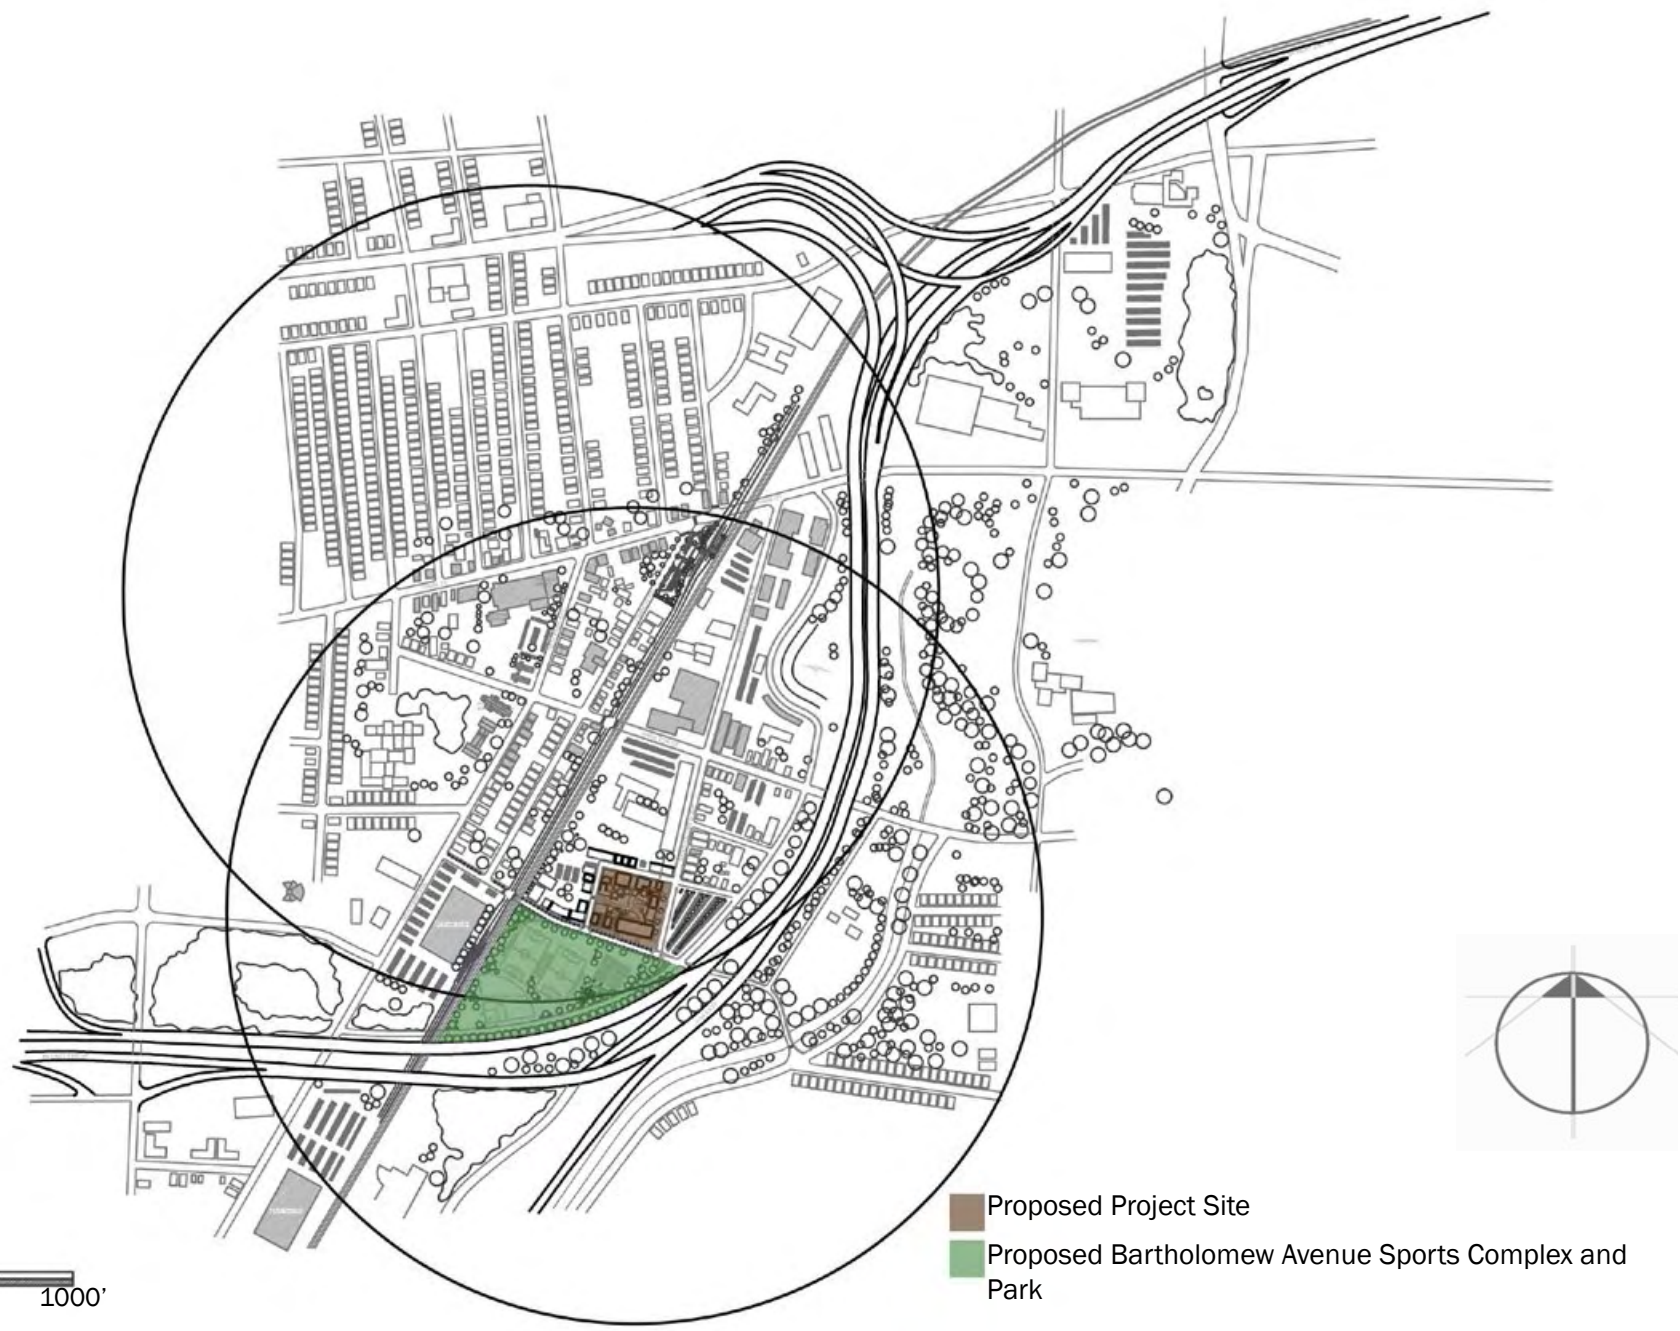 Proposed Project Site
Proposed Bartholomew Avenue Sports Complex and
Park
1000’